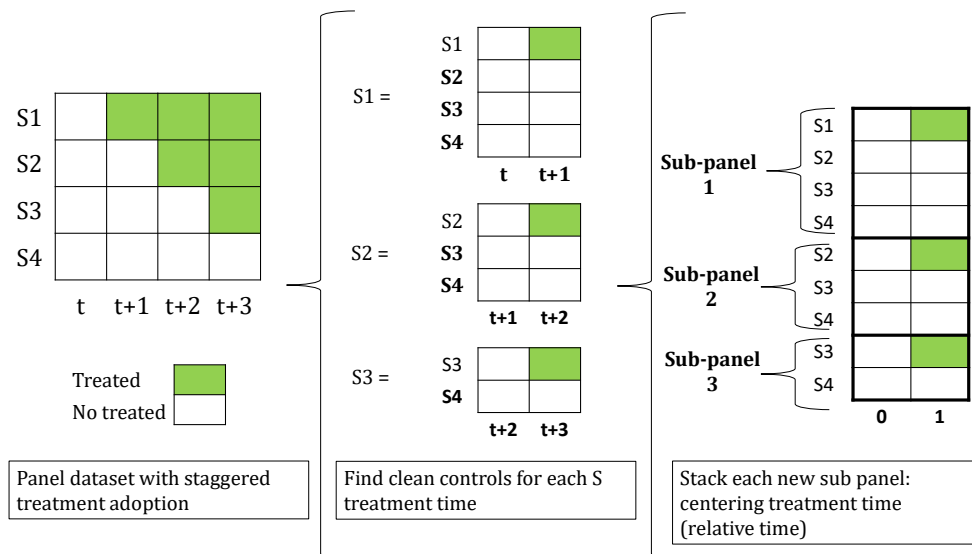 S1
S2
S3
S4
t t+1 t+2 t+3
Treated
No treated
Panel dataset with staggered
treatment adoption
S1 =
S1
S2
S3
S4
t t+1
S2 =
S2
S3
S4
t+1 t+2
S3 =
S3
S4
t+2 t+3
Find clean controls for each S
treatment time
Sub-panel
1
S1
S2
S3
S4
Sub-panel
2
S2
S3
S4
Sub-panel
3
S3
S4
0 1
Stack each new sub panel:
centering treatment time
(relative time)